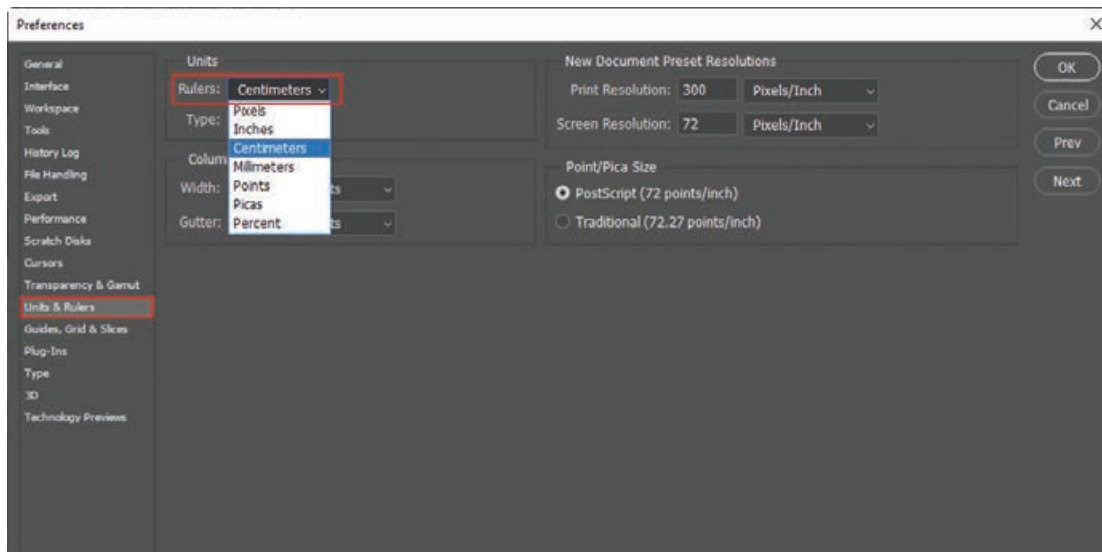 Preferences
General
Interface
Workspace
Tools
History Log
File Handling
Export
Performance
Scratch Disks
Cursors
Transparency & Gamut
Units & Rulers
Guides, Grid & Slices
Plug-Ins
Type
3D
Technology Previews
Units
Rulers: Centimeters
Pixels
Inches
Centimeters
Millimeters
Points
Picas
Percent
Type:
Colum
Width: ts
Gutter: ts
New Document Preset Resolutions
Print Resolution: 300 Pixels/Inch
Screen Resolution: 72 Pixels/Inch
Point/Pica Size
PostScript (72 points/inch)
Traditional (72.27 points/inch)
OK
Cancel
Prev
Next